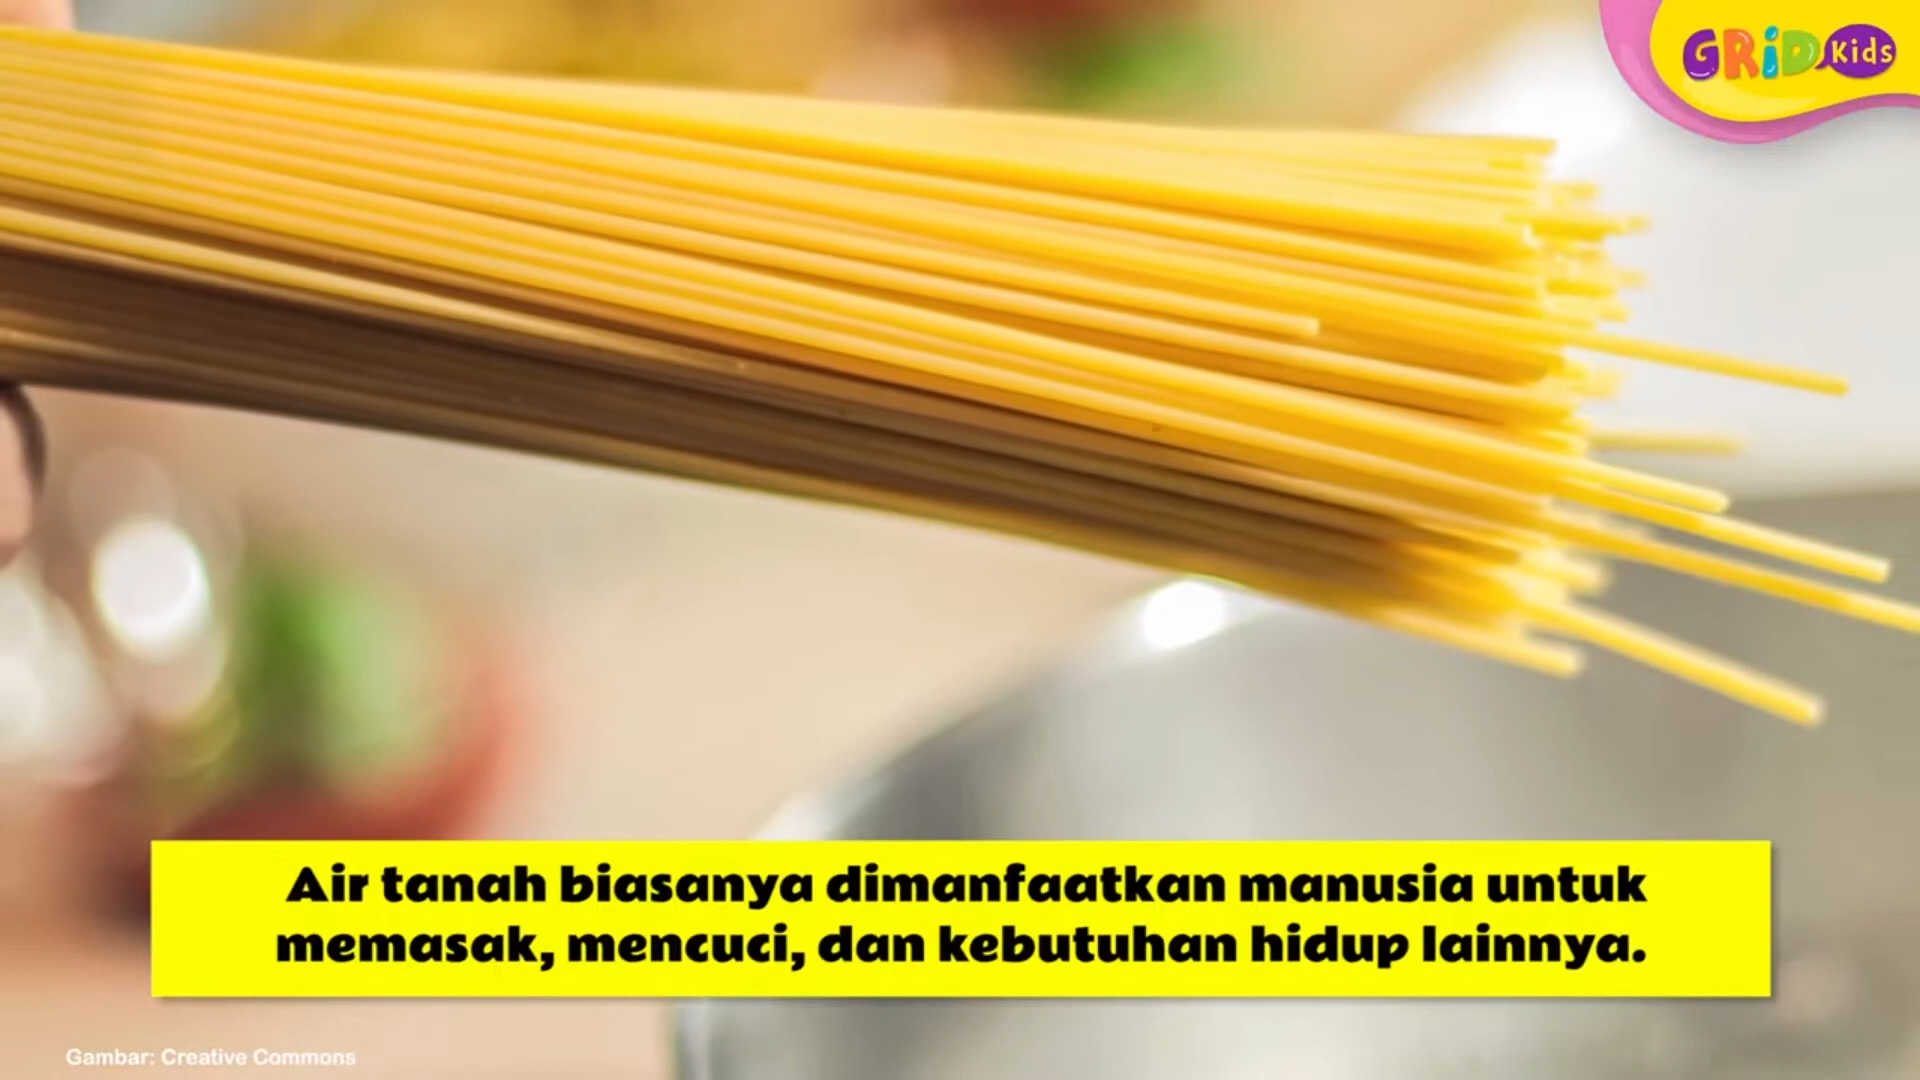 GRiD Kids
Air tanah biasanya dimanfaatkan manusia untuk
memasak, mencuci, dan kebutuhan hidup lainnya.
Gambar: Creative Commons